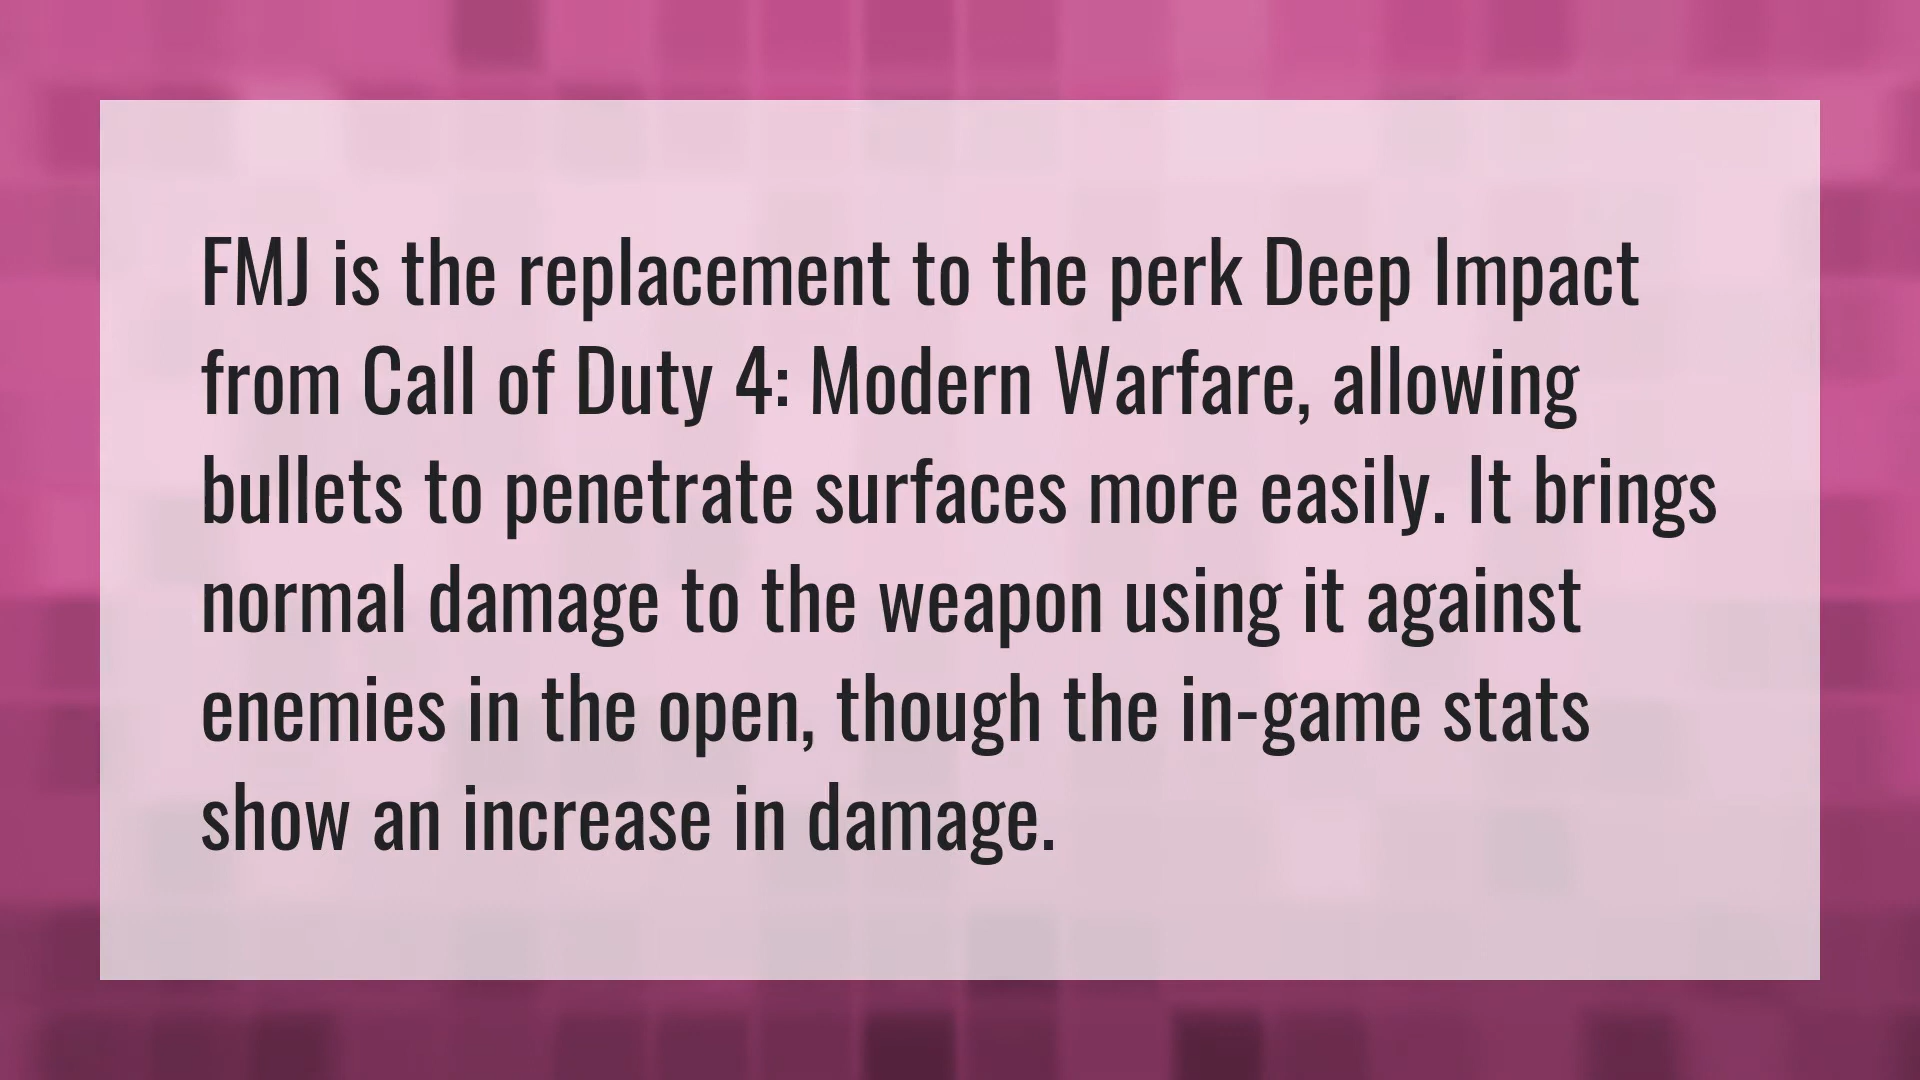 FMJ is the replacement to the perk Deep Impact
from Call of Duty 4: Modern Warfare, allowing
bullets to penetrate surfaces more easily. It brings
normal damage to the weapon using it against
enemies in the open, though the in-game stats
show an increase in damage.